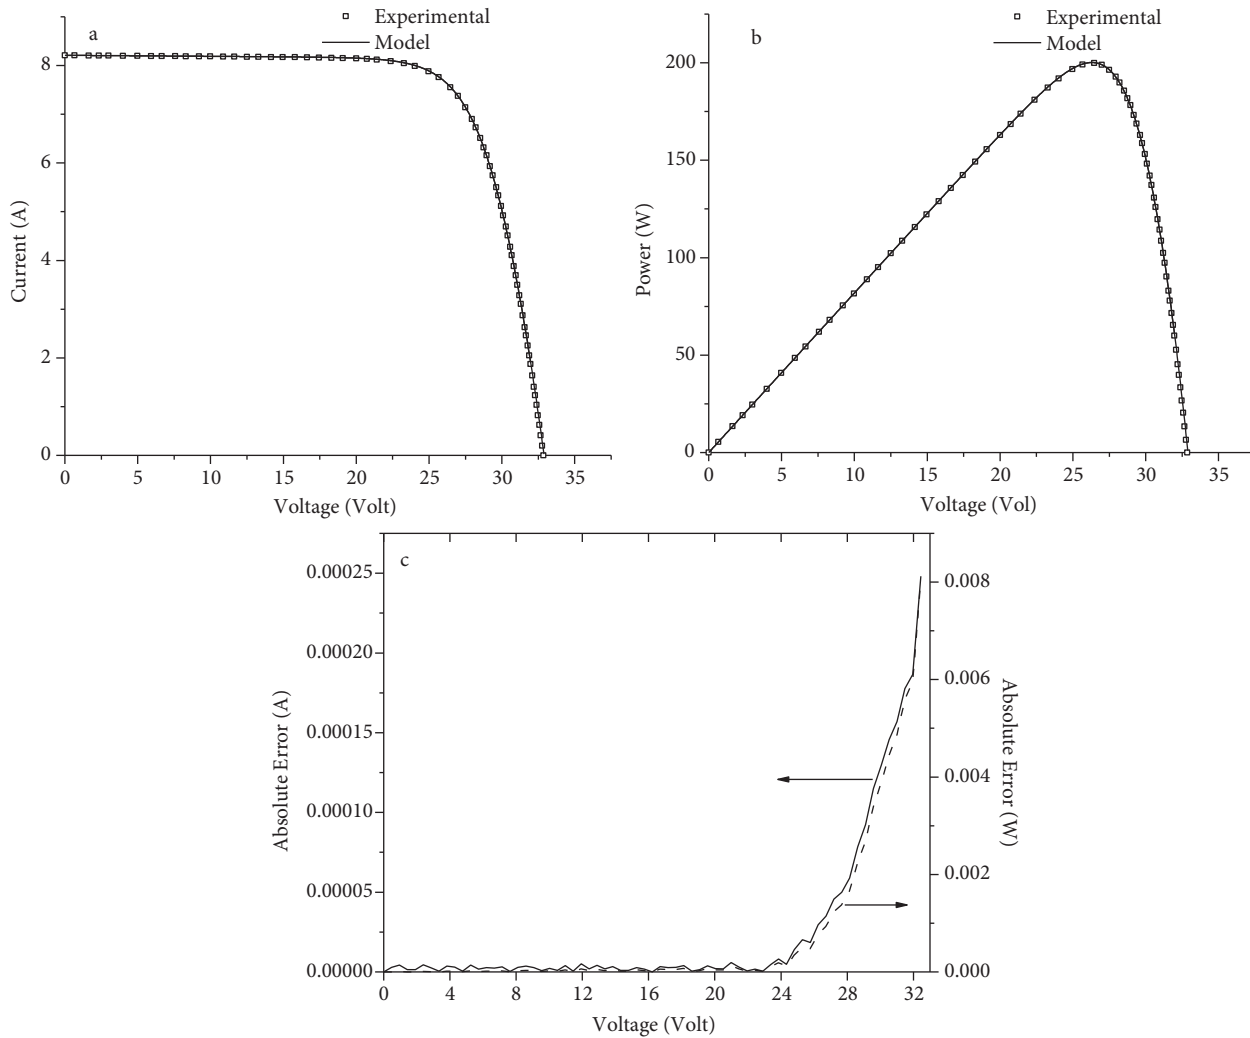 a
Experimental
Model
8
6
4
2
0
Current (A)
0 5 10 15 20 25 30 35
Voltage (Volt)
b
Experimental
Model
200
150
100
50
0
Power (W)
0 5 10 15 20 25 30 35
Voltage (Vol)
c
0.00025
0.00020
0.00015
0.00010
0.00005
0.00000
Absolute Error (A)
0.008
0.006
0.004
0.002
0.000
Absolute Error (W)
0 4 8 12 16 20 24 28 32
Voltage (Volt)